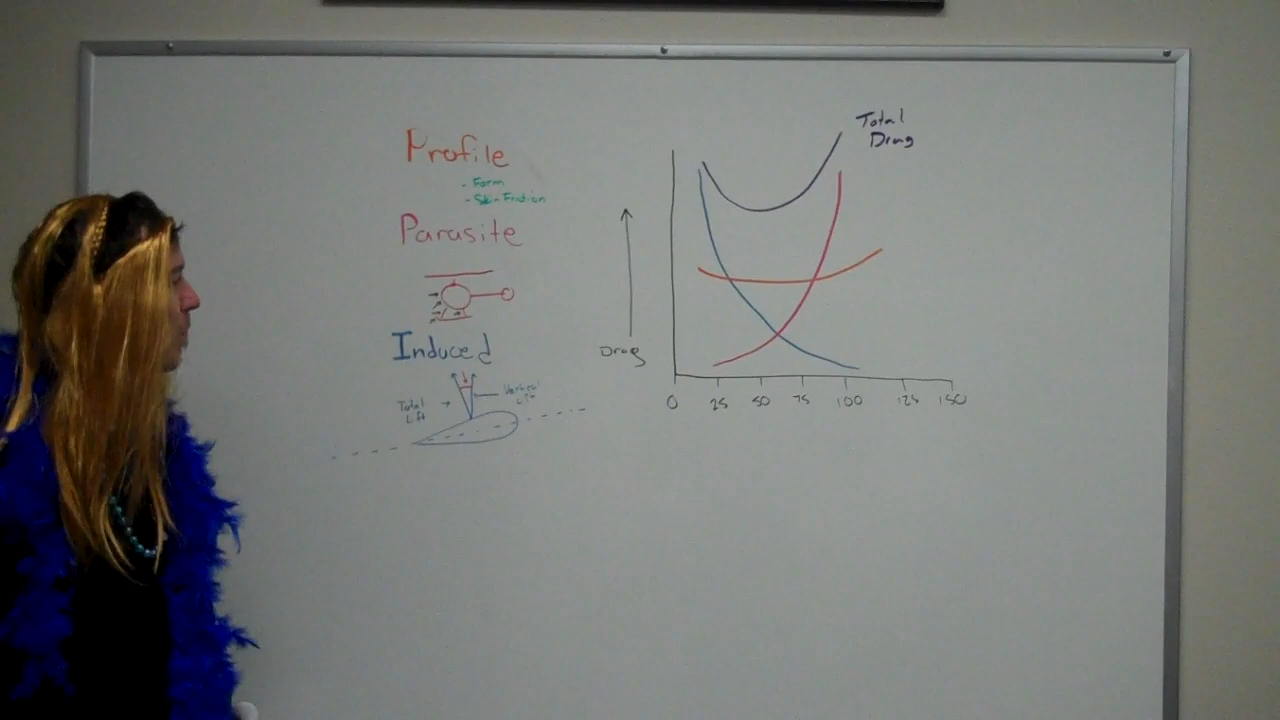 Profile
- Form
- Skin Friction
Parasite
Induced
Total
Lift
Vertical
Lift
Total
Drag
Drag
0 25 50 75 100 125 150